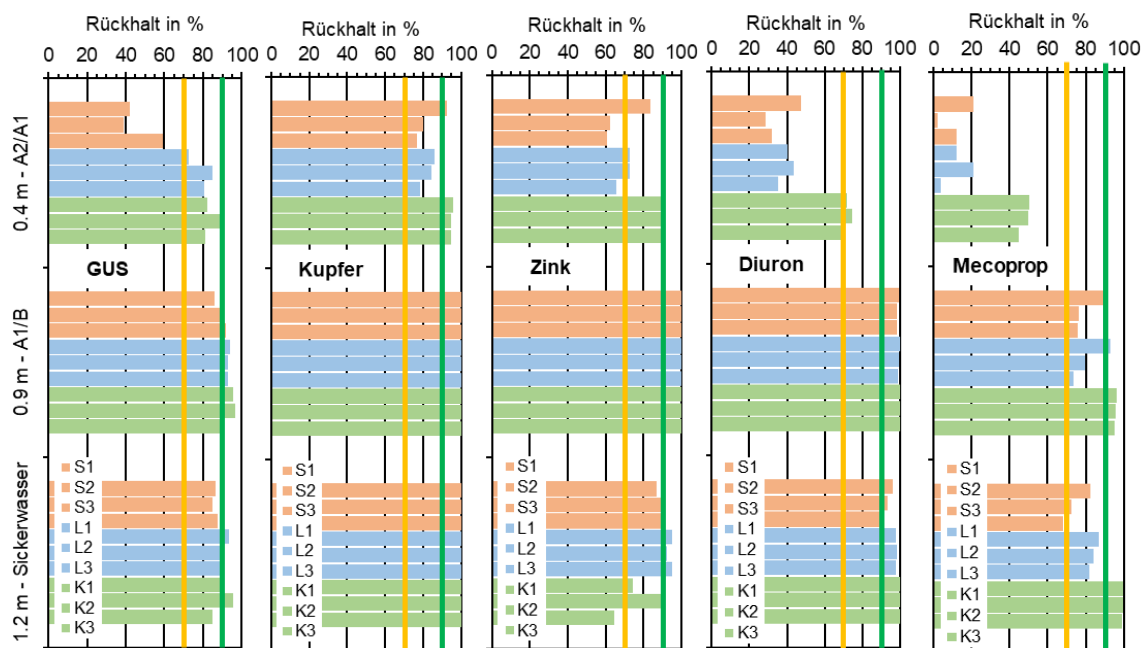 Rückhalt in % Rückhalt in % Rückhalt in % Rückhalt in % Rückhalt in %
0 20 40 60 80 100 0 20 40 60 80 100 0 20 40 60 80 100 0 20 40 60 80 100 0 20 40 60 80 100
0.4 m - A2/A1
GUS Kupfer Zink Diuron Mecoprop
0.9 m - A1/B
1.2 m - Sickerwasser
S1 S1 S1 S1 S1
S2 S2 S2 S2 S2
S3 S3 S3 S3 S3
L1 L1 L1 L1 L1
L2 L2 L2 L2 L2
L3 L3 L3 L3 L3
K1 K1 K1 K1 K1
K2 K2 K2 K2 K2
K3 K3 K3 K3 K3